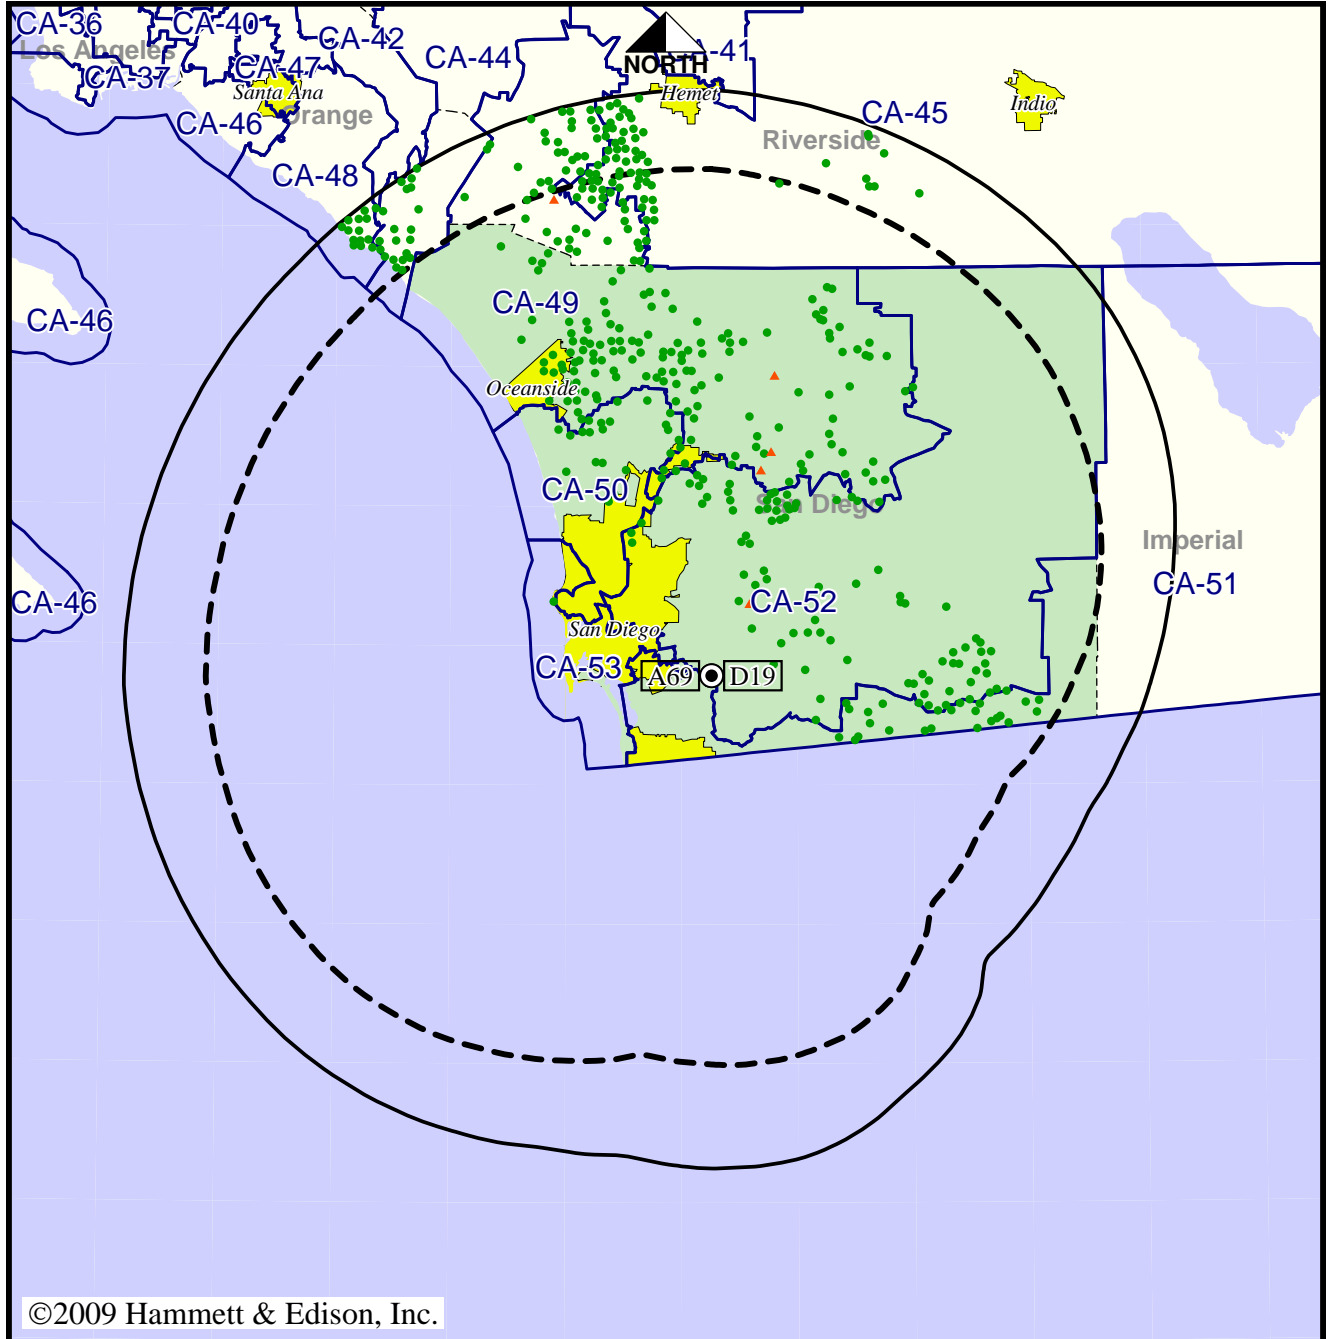 CA-36
CA-40
CA-42
CA-44
-41
Los Angeles
CA-37
CA-47
NORTH
Santa Ana
Orange
Hemet
Indio
CA-46
CA-45
Riverside
CA-48
CA-49
CA-46
Oceanside
CA-50
San Diego
Imperial
CA-51
CA-46
CA-52
San Diego
CA-53
A69
D19
©2009 Hammett & Edison, Inc.